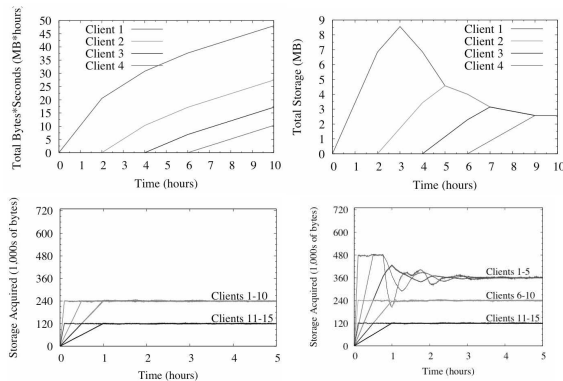 Total Bytes*Seconds (MB*hours)
50
45
40
35
30
25
20
15
10
5
0
Client 1
Client 2
Client 3
Client 4
0 2 4 6 8 10
Time (hours)
Total Storage (MB)
9
8
7
6
5
4
3
2
1
0
Client 1
Client 2
Client 3
Client 4
0 1 2 3 4 5 6 7 8 9 10
Time (hours)
Storage Acquired (1,000s of bytes)
720
600
480
360
240
120
0
Clients 1-10
Clients 11-15
0 1 2 3 4 5
Time (hours)
Storage Acquired (1,000s of bytes)
720
600
480
360
240
120
0
Clients 1-5
Clients 6-10
Clients 11-15
0 1 2 3 4 5
Time (hours)